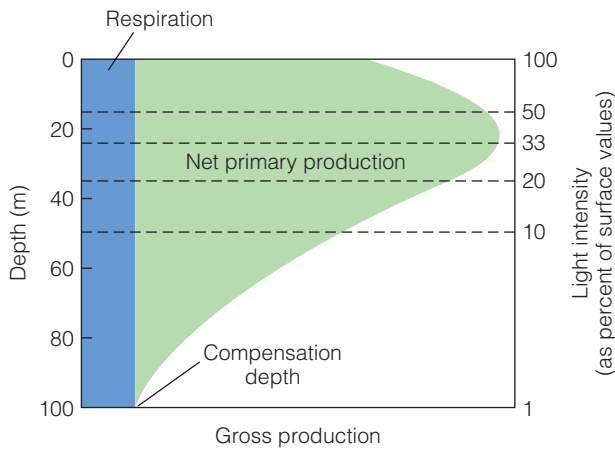 Respiration
0
20
40
60
80
100
Depth (m)
Net primary production
Compensation
depth
Gross production
100
50
33
20
10
1
Light intensity
(as percent of surface values)